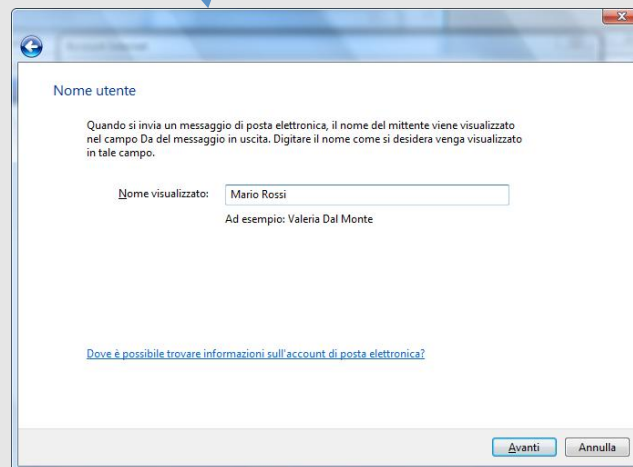 Nome utente
Quando si invia un messaggio di posta elettronica, il nome del mittente viene visualizzato
nel campo Da del messaggio in uscita. Digitare il nome come si desidera venga visualizzato
in tale campo.
Nome visualizzato: Mario Rossi
Ad esempio: Valeria Dal Monte
Dove è possibile trovare informazioni sull'account di posta elettronica?
Avanti Annulla